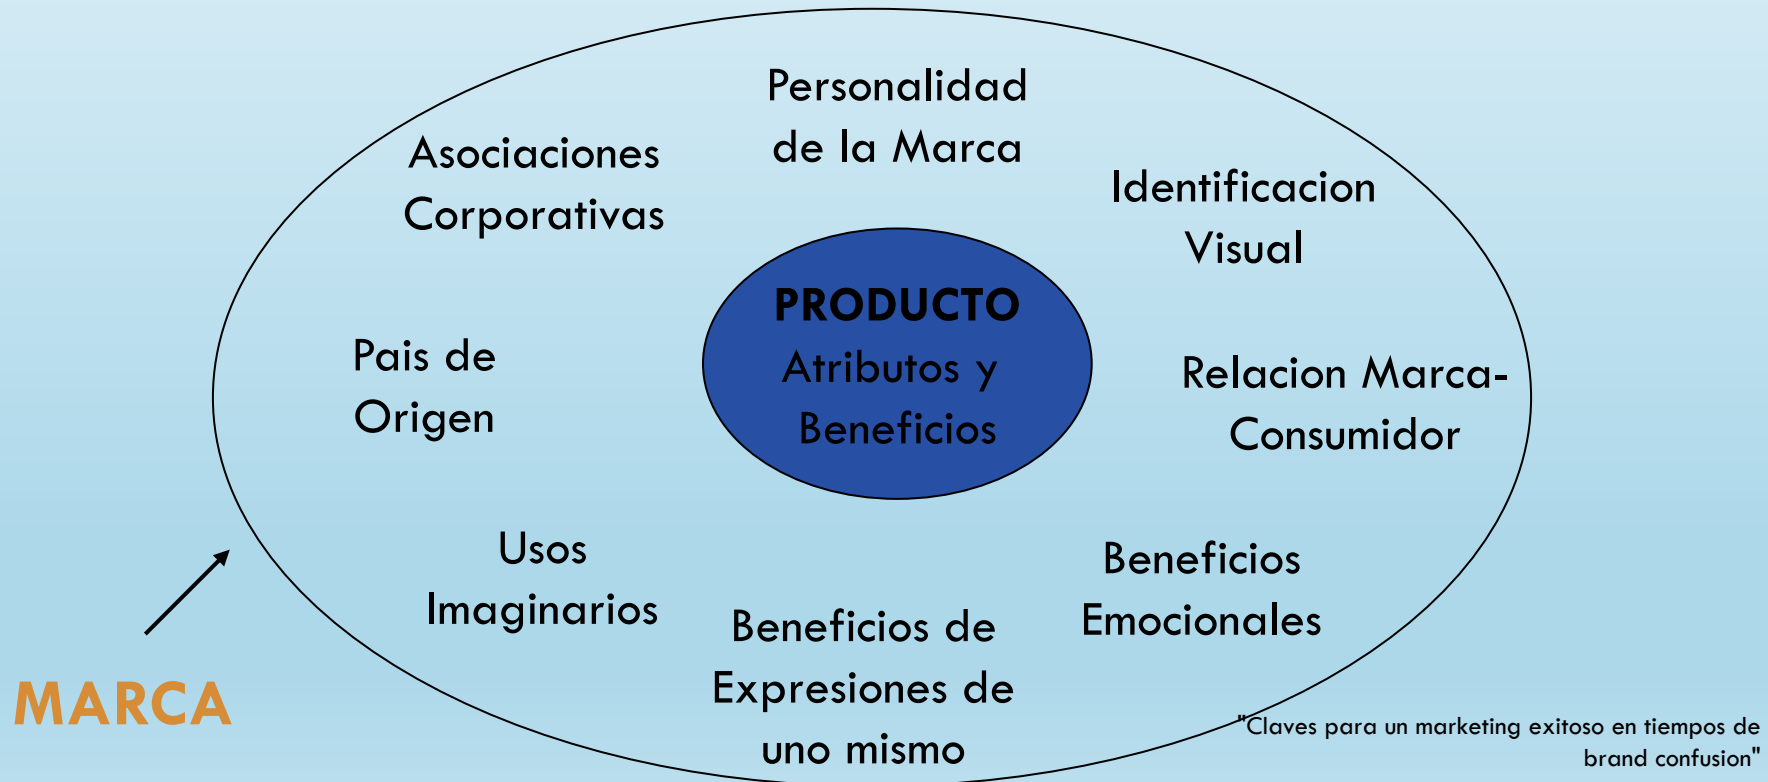 Personalidad
de la Marca
Asociaciones
Corporativas
Identificacion
Visual
PRODUCTO
Atributos y
Beneficios
Pais de
Origen
Relacion Marca-
Consumidor
Usos
Imaginarios
Beneficios
Emocionales
Beneficios de
Expresiones de
uno mismo
MARCA
"Claves para un marketing exitoso en tiempos de
brand confusion"